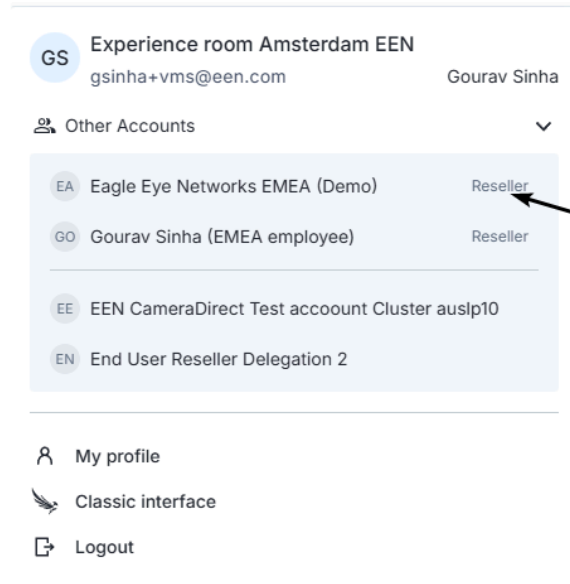 GS Experience room Amsterdam EEN
gsinha+vms@een.com Gourav Sinha
Other Accounts
EA Eagle Eye Networks EMEA (Demo) Reseller
GO Gourav Sinha (EMEA employee) Reseller
EE EEN CameraDirect Test accoount Cluster auslp10
EN End User Reseller Delegation 2
My profile
Classic interface
Logout